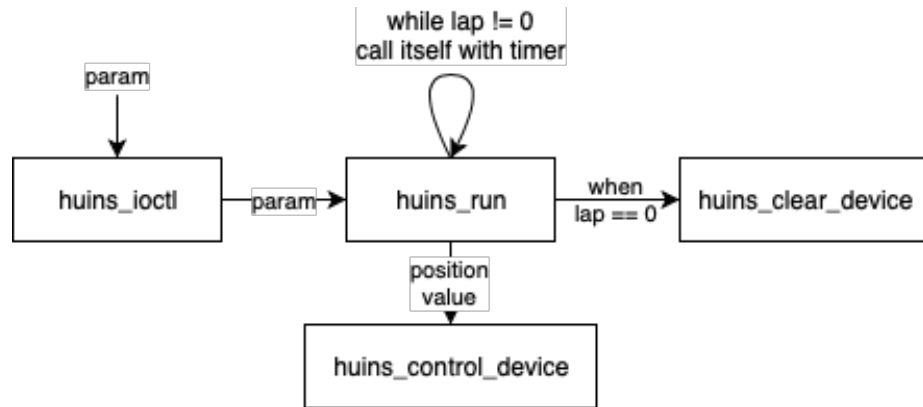 while lap != 0
call itself with timer
param
huins_ioctl
param
huins_run
when
lap == 0
huins_clear_device
position
value
huins_control_device